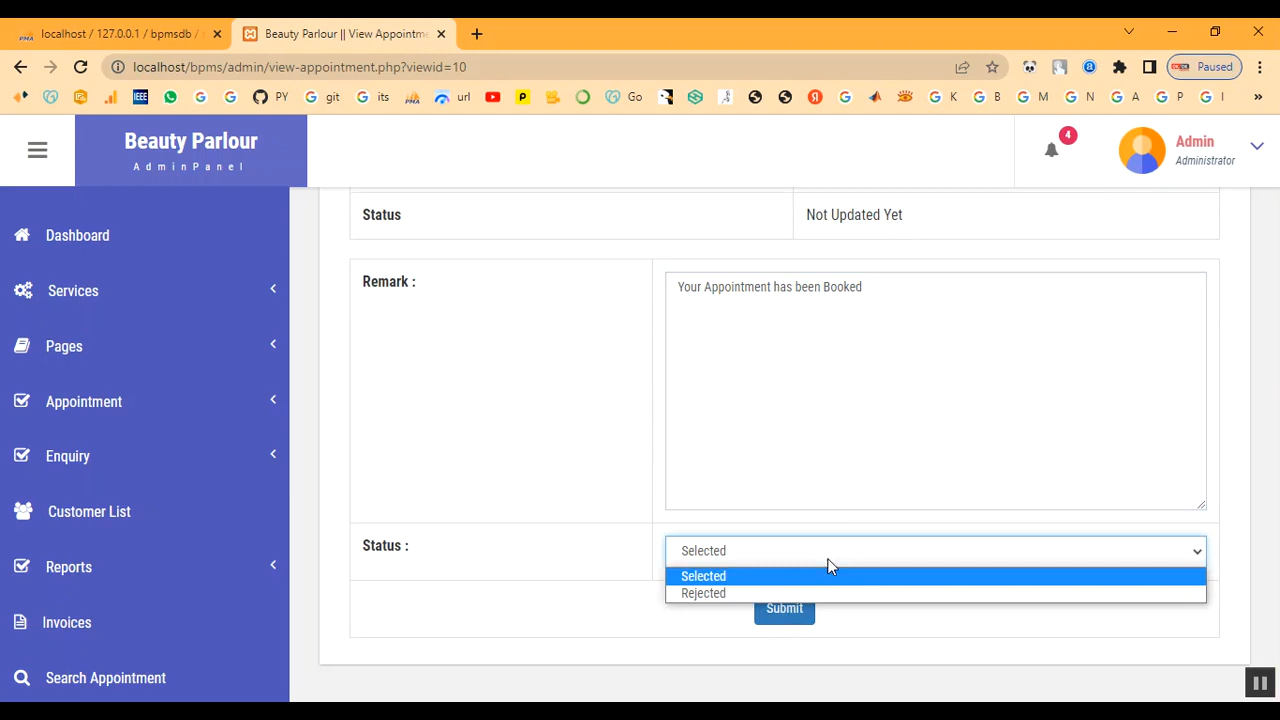 localhost / 127.0.0.1 / bpmsdb /
Beauty Parlour || View Appointm
localhost/bpms/admin/view-appointment.php?viewid=10
Paused
IEEE
PY
git
its
url
Go
K
B
M
N
A
P
I
Beauty Parlour
AdminPanel
4
Admin
Administrator
Dashboard
Services
Pages
Appointment
Enquiry
Customer List
Reports
Invoices
Search Appointment
Status
Not Updated Yet
Remark :
Your Appointment has been Booked
Status :
Selected
Selected
Rejected
Submit